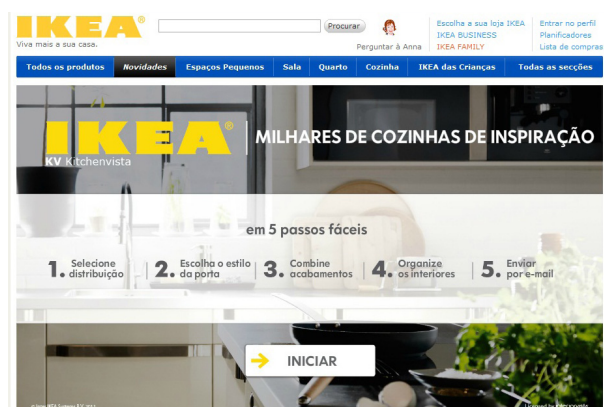 IKEA®
Viva mais a sua casa.
Procurar
Perguntar à Anna
Escolha a sua loja IKEA
IKEA BUSINESS
IKEA FAMILY
Entrar no perfil
Planificadores
Lista de compras
Todos os produtos Novidades Espaços Pequenos Sala Quarto Cozinha IKEA das Crianças Todas as secções
IKEA® MILHARES DE COZINHAS DE INSPIRAÇÃO
KV Kitchenvista
em 5 passos fáceis
1. Selecione distribuição
2. Escolha o estilo da porta
3. Combine acabamentos
4. Organize os interiores
5. Enviar por e-mail
INICIAR